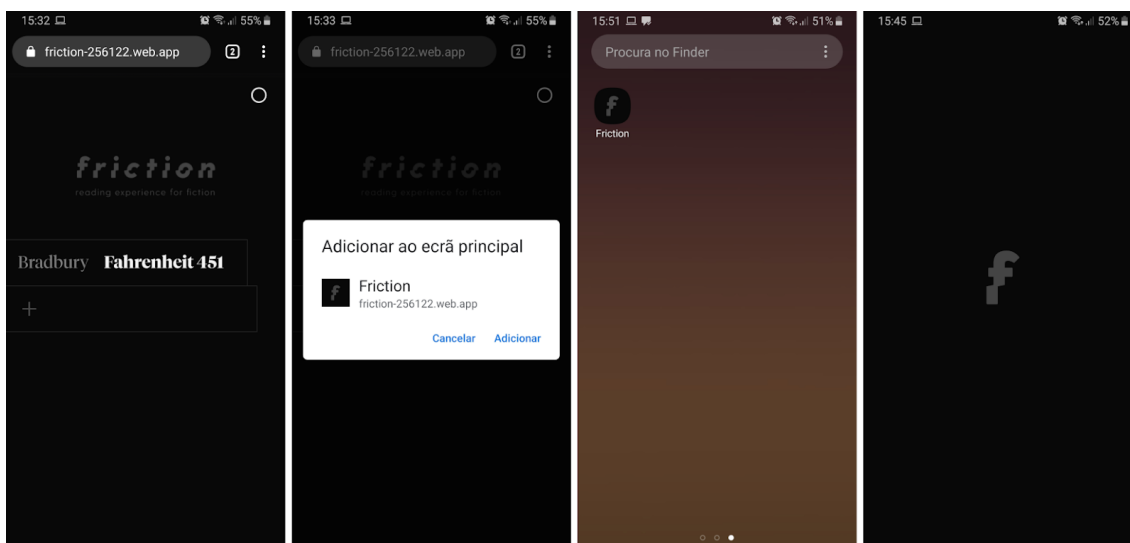 15:32 55%
friction-256122.web.app 2
friction
reading experience for fiction
Bradbury Fahrenheit 451
+
15:33 55%
friction-256122.web.app 2
friction
reading experience for fiction
Adicionar ao ecrã principal
Friction
friction-256122.web.app
Cancelar Adicionar
15:51 51%
Procura no Finder
f
Friction
15:45 52%
f